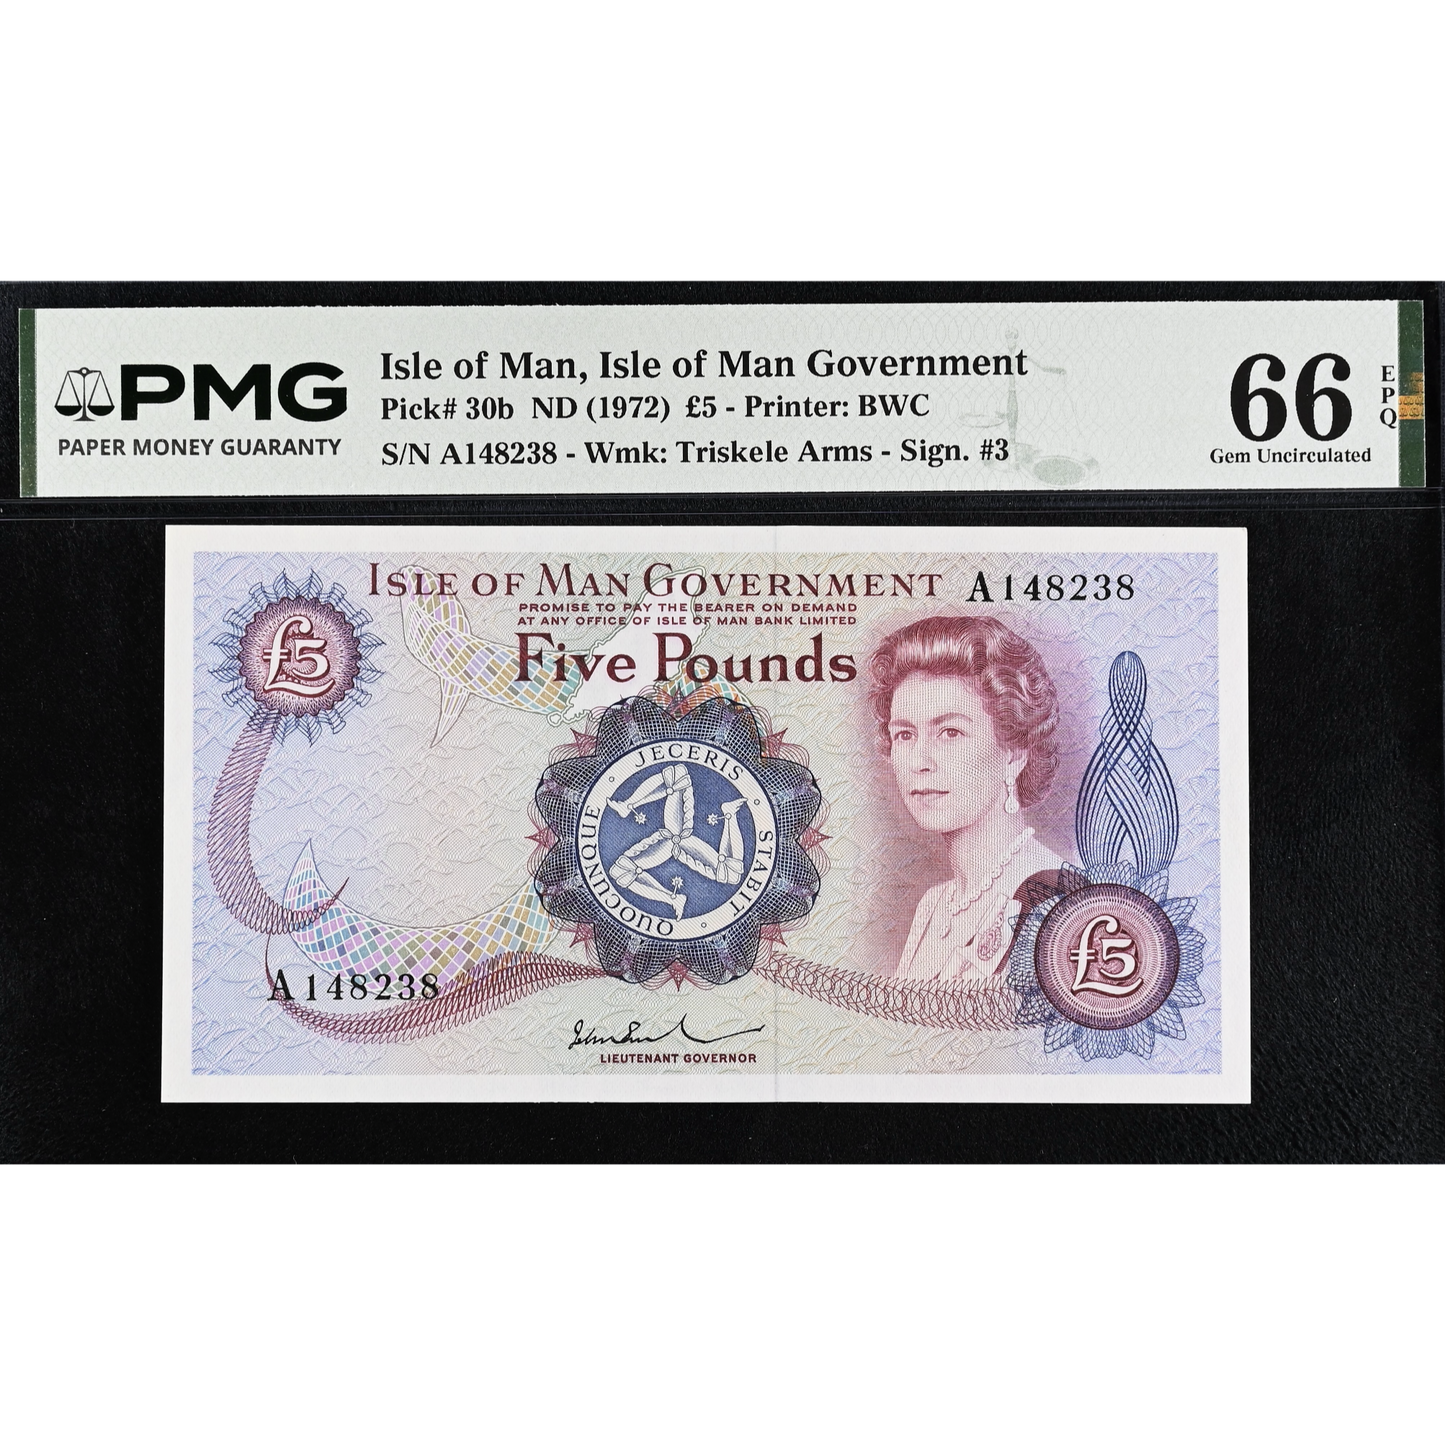 PMG
PAPER MONEY GUARANTY
Isle of Man, Isle of Man Government
Pick# 30b ND (1972) £5 - Printer: BWC
S/N A148238 - Wmk: Triskele Arms - Sign. #3
66
EPQ
Gem Uncirculated
ISLE OF MAN GOVERNMENT A148238
PROMISE TO PAY THE BEARER ON DEMAND
AT ANY OFFICE OF ISLE OF MAN BANK LIMITED
£5
Five Pounds
QUOCUNQUE · JECERIS · STABIT ·
£5
A148238
LIEUTENANT GOVERNOR